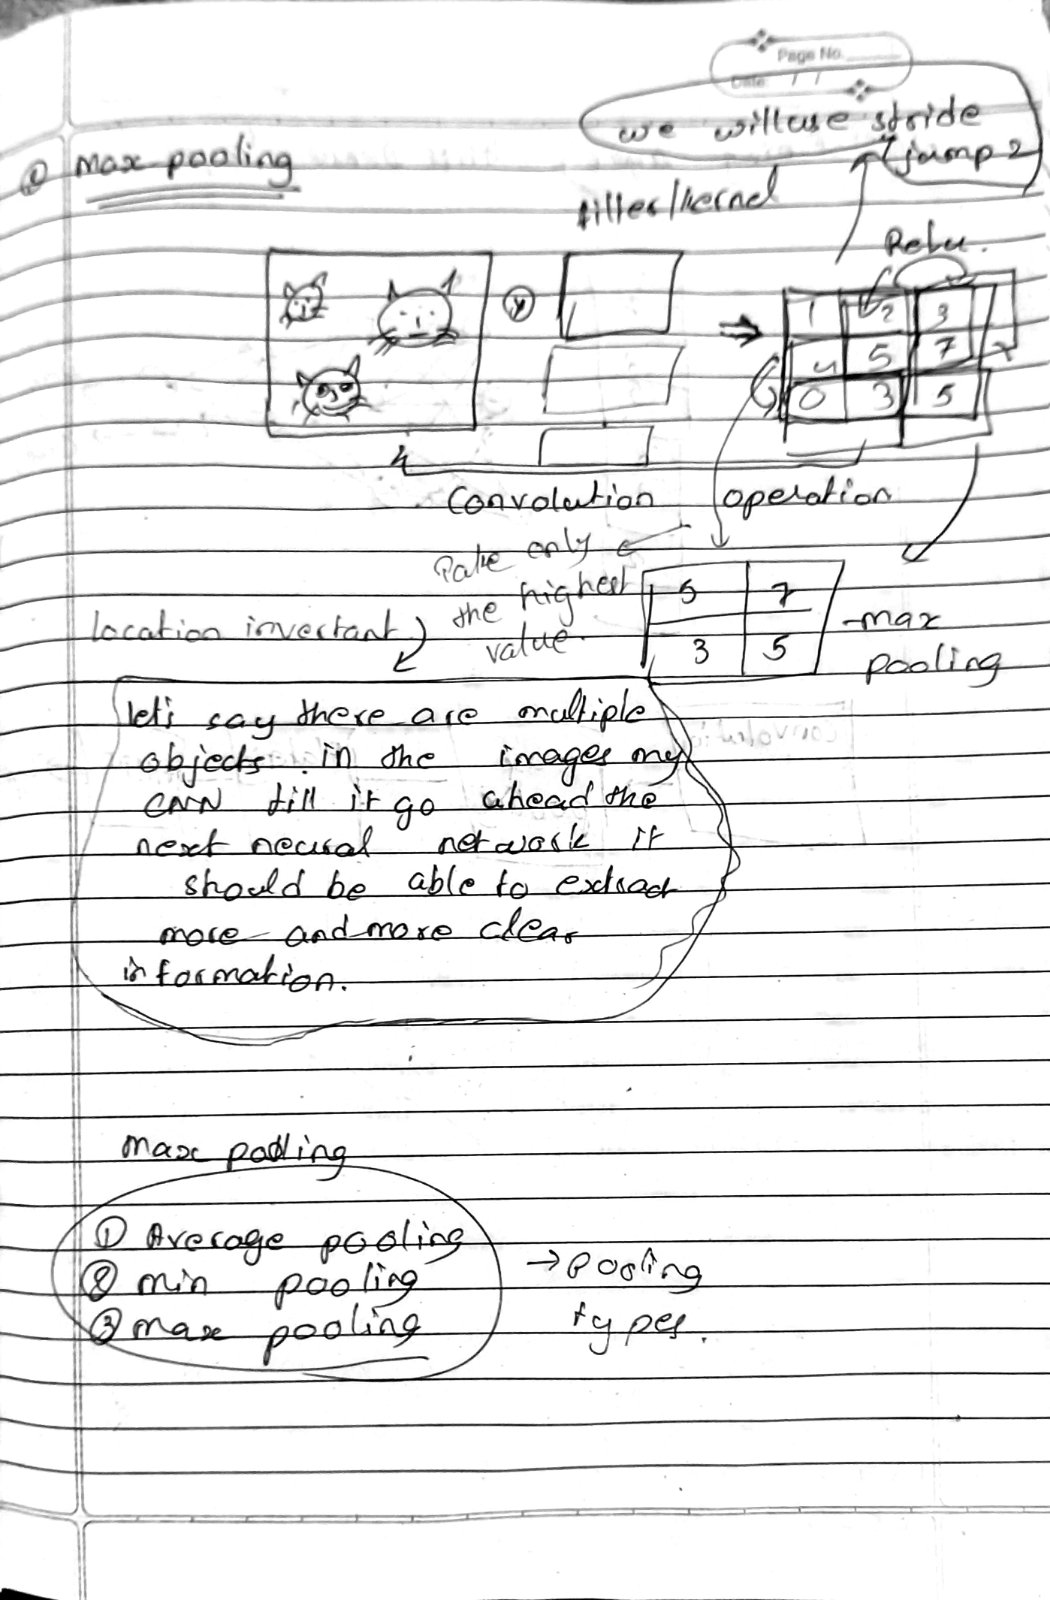 Page No.
Date: / /
we will use stride
(jump 2
② max pooling
filter/kernel
Relu.
1 2 3
4 5 7
0 3 5
Convolution operation
Take only
the highest
value.
5 7
3 5
-max
pooling
location invertant
let's say there are multiple
objects in the images my
CNN till it go ahead the
next neural network it
should be able to extract
more and more clear
information.
max pooling
① Average pooling
② min pooling
③ max pooling
→ Pooling
types.